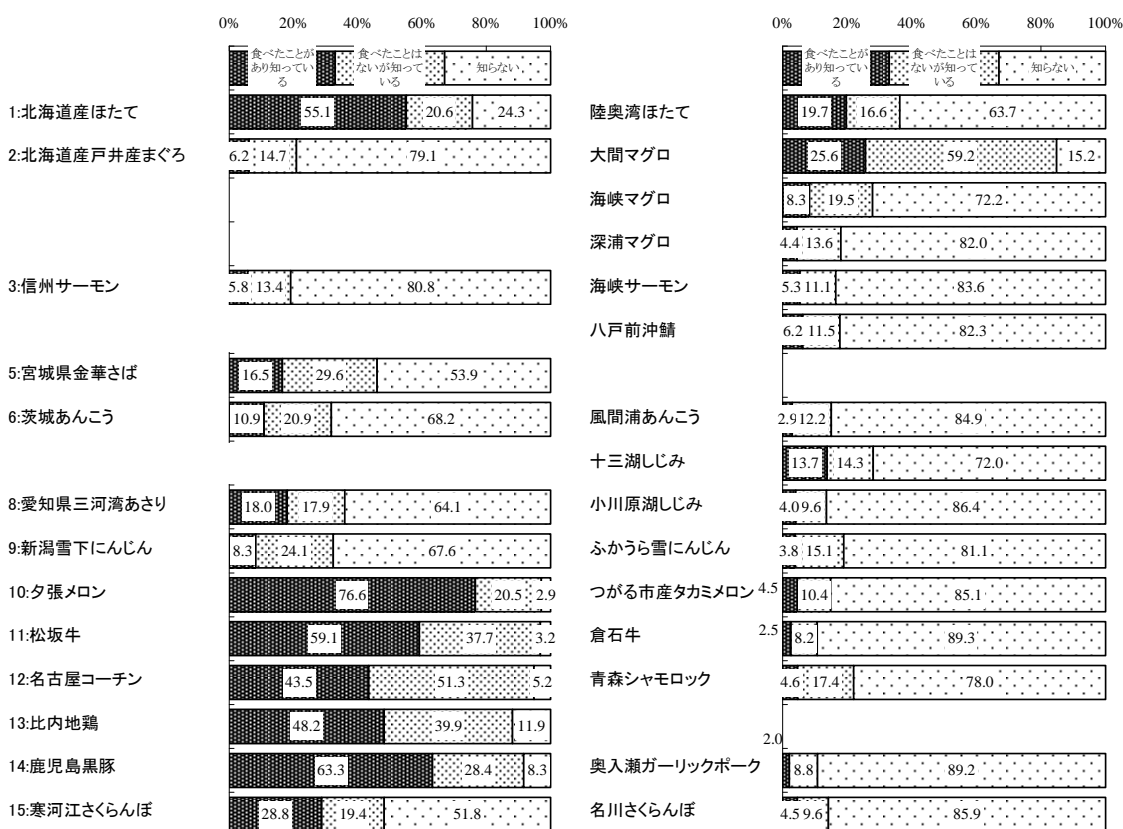 0% 20% 40% 60% 80% 100%
食べたことが
あり知ってい
る
食べたことは
ないが知って
いる
知らない
1:北海道産ほたて 55.1 20.6 24.3
2:北海道産戸井産まぐろ 6.2 14.7 79.1
3:信州サーモン 5.8 13.4 80.8
5:宮城県金華さば 16.5 29.6 53.9
6:茨城あんこう 10.9 20.9 68.2
8:愛知県三河湾あさり 18.0 17.9 64.1
9:新潟雪下にんじん 8.3 24.1 67.6
10:夕張メロン 76.6 20.5 2.9
11:松坂牛 59.1 37.7 3.2
12:名古屋コーチン 43.5 51.3 5.2
13:比内地鶏 48.2 39.9 11.9
14:鹿児島黒豚 63.3 28.4 8.3
15:寒河江さくらんぼ 28.8 19.4 51.8
0% 20% 40% 60% 80% 100%
食べたことが
あり知ってい
る
食べたことは
ないが知って
いる
知らない
陸奥湾ほたて 19.7 16.6 63.7
大間マグロ 25.6 59.2 15.2
海峡マグロ 8.3 19.5 72.2
深浦マグロ 4.4 13.6 82.0
海峡サーモン 5.3 11.1 83.6
八戸前沖鯖 6.2 11.5 82.3
風間浦あんこう 2.9 12.2 84.9
十三湖しじみ 13.7 14.3 72.0
小川原湖しじみ 4.0 9.6 86.4
ふかうら雪にんじん 3.8 15.1 81.1
つがる市産タカミメロン 4.5 10.4 85.1
倉石牛 2.5 8.2 89.3
青森シャモロック 4.6 17.4 78.0
奥入瀬ガーリックポーク 2.0 8.8 89.2
名川さくらんぼ 4.5 9.6 85.9